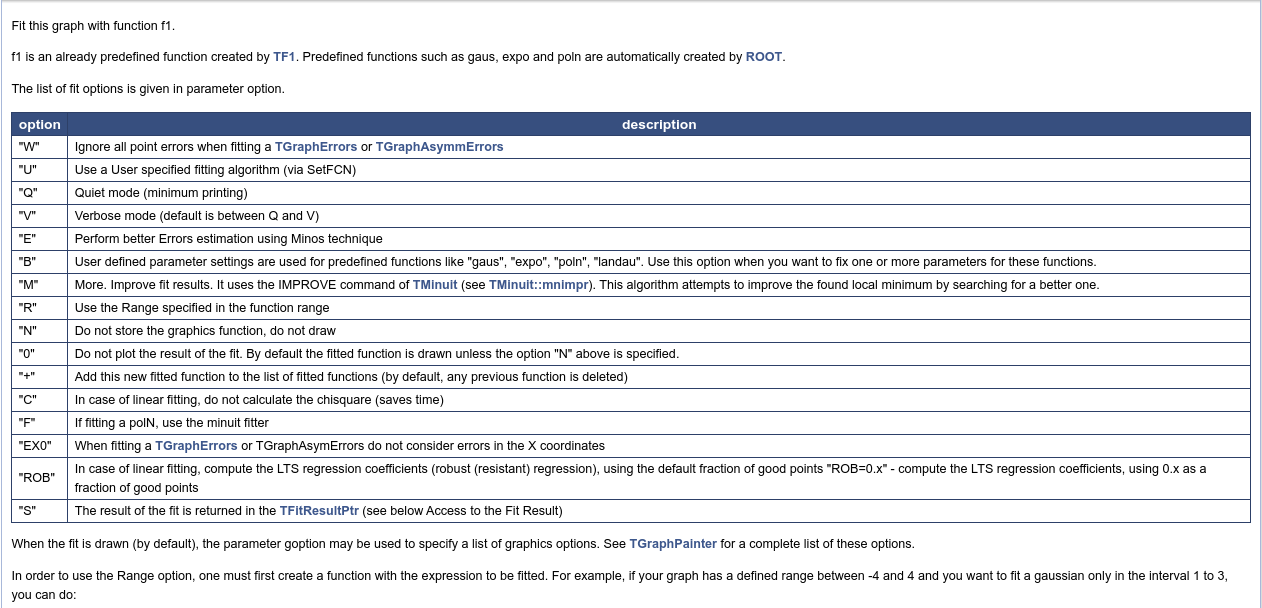 Fit this graph with function f1.
f1 is an already predefined function created by TF1. Predefined functions such as gaus, expo and poln are automatically created by ROOT.
The list of fit options is given in parameter option.
option description
"W" Ignore all point errors when fitting a TGraphErrors or TGraphAsymmErrors
"U" Use a User specified fitting algorithm (via SetFCN)
"Q" Quiet mode (minimum printing)
"V" Verbose mode (default is between Q and V)
"E" Perform better Errors estimation using Minos technique
"B" User defined parameter settings are used for predefined functions like "gaus", "expo", "poln", "landau". Use this option when you want to fix one or more parameters for these functions.
"M" More. Improve fit results. It uses the IMPROVE command of TMinuit (see TMinuit::mnimpr). This algorithm attempts to improve the found local minimum by searching for a better one.
"R" Use the Range specified in the function range
"N" Do not store the graphics function, do not draw
"0" Do not plot the result of the fit. By default the fitted function is drawn unless the option "N" above is specified.
"+" Add this new fitted function to the list of fitted functions (by default, any previous function is deleted)
"C" In case of linear fitting, do not calculate the chisquare (saves time)
"F" If fitting a polN, use the minuit fitter
"EX0" When fitting a TGraphErrors or TGraphAsymErrors do not consider errors in the X coordinates
"ROB" In case of linear fitting, compute the LTS regression coefficients (robust (resistant) regression), using the default fraction of good points "ROB=0.x" - compute the LTS regression coefficients, using 0.x as a
fraction of good points
"S" The result of the fit is returned in the TFitResultPtr (see below Access to the Fit Result)
When the fit is drawn (by default), the parameter goption may be used to specify a list of graphics options. See TGraphPainter for a complete list of these options.
In order to use the Range option, one must first create a function with the expression to be fitted. For example, if your graph has a defined range between -4 and 4 and you want to fit a gaussian only in the interval 1 to 3,
you can do: